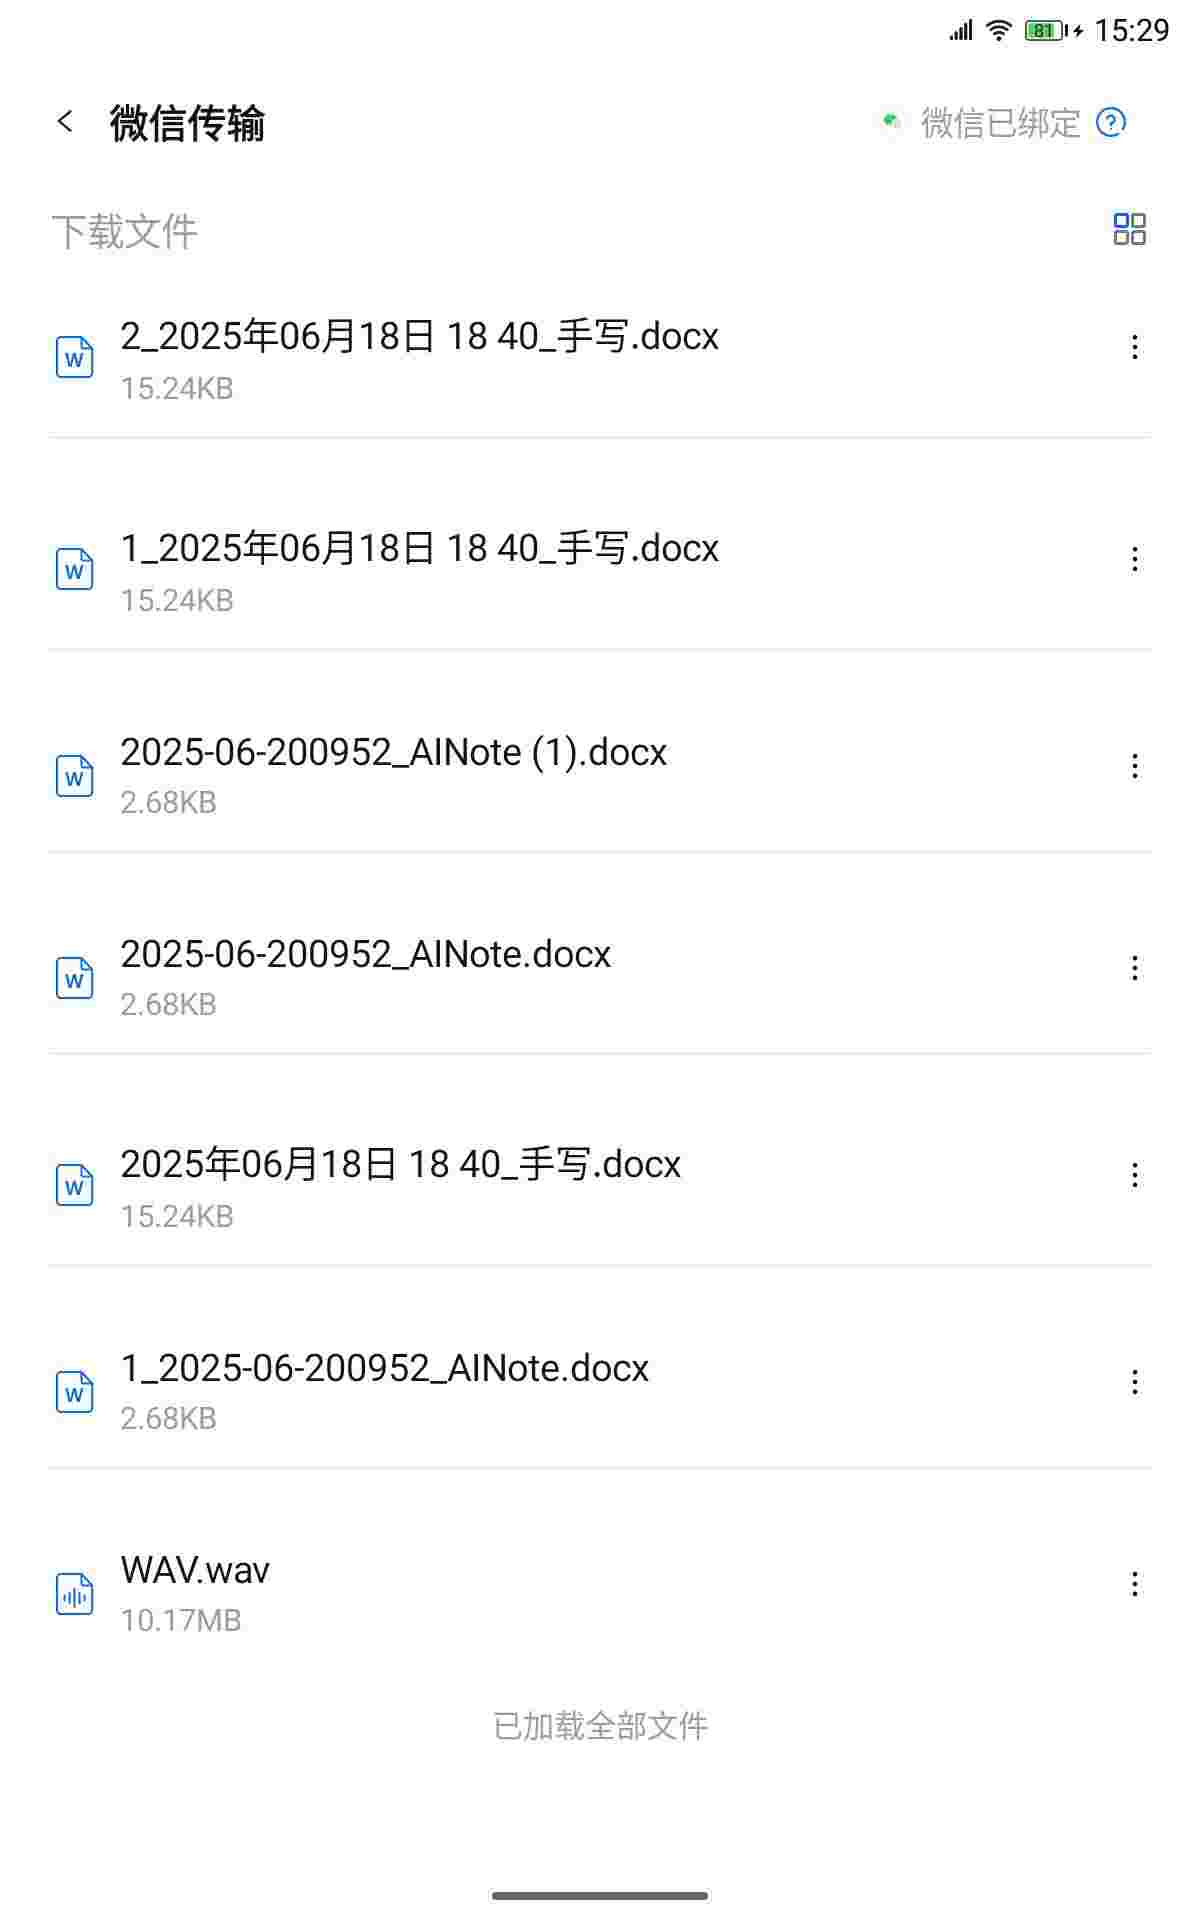 81 15:29
微信传输
微信已绑定
下载文件
2_2025年06月18日 18 40_手写.docx
15.24KB
1_2025年06月18日 18 40_手写.docx
15.24KB
2025-06-200952_AINote (1).docx
2.68KB
2025-06-200952_AINote.docx
2.68KB
2025年06月18日 18 40_手写.docx
15.24KB
1_2025-06-200952_AINote.docx
2.68KB
WAV.wav
10.17MB
已加载全部文件